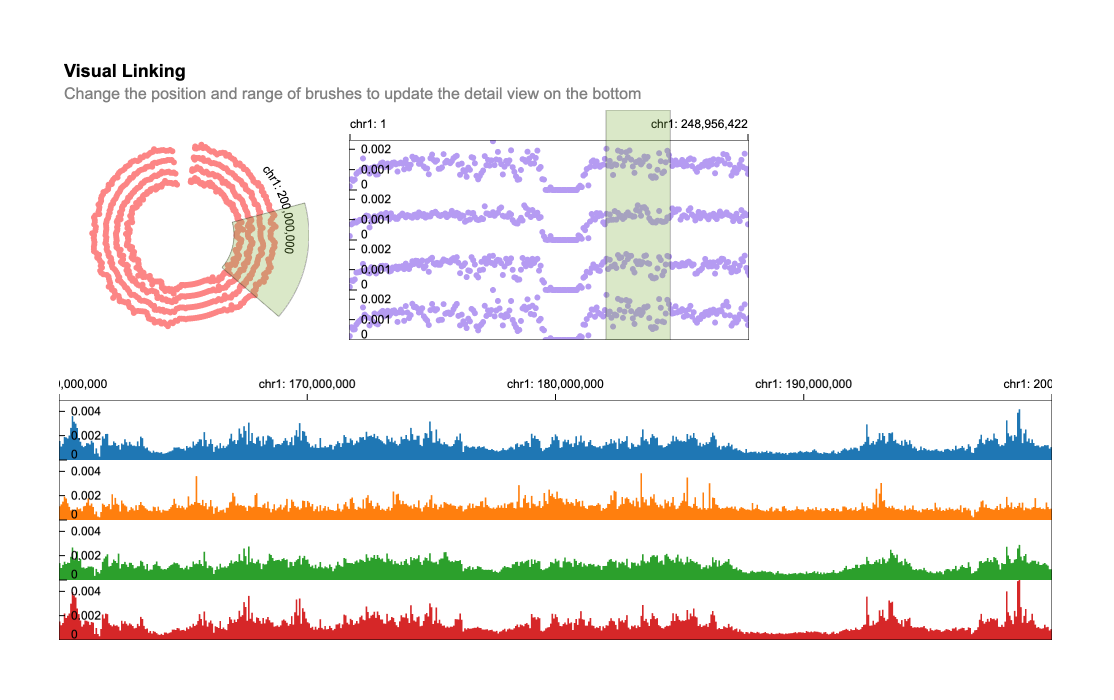 Visual Linking
Change the position and range of brushes to update the detail view on the bottom
chr1: 200,000,000
chr1: 1
chr1: 248,956,422
0.002
0.001
0
0.002
0.001
0
0.002
0.001
0
0.002
0.001
0
0,000,000
chr1: 170,000,000
chr1: 180,000,000
chr1: 190,000,000
chr1: 200
0.004
0.002
0
0.004
0.002
0
0.004
0.002
0
0.004
0.002
0